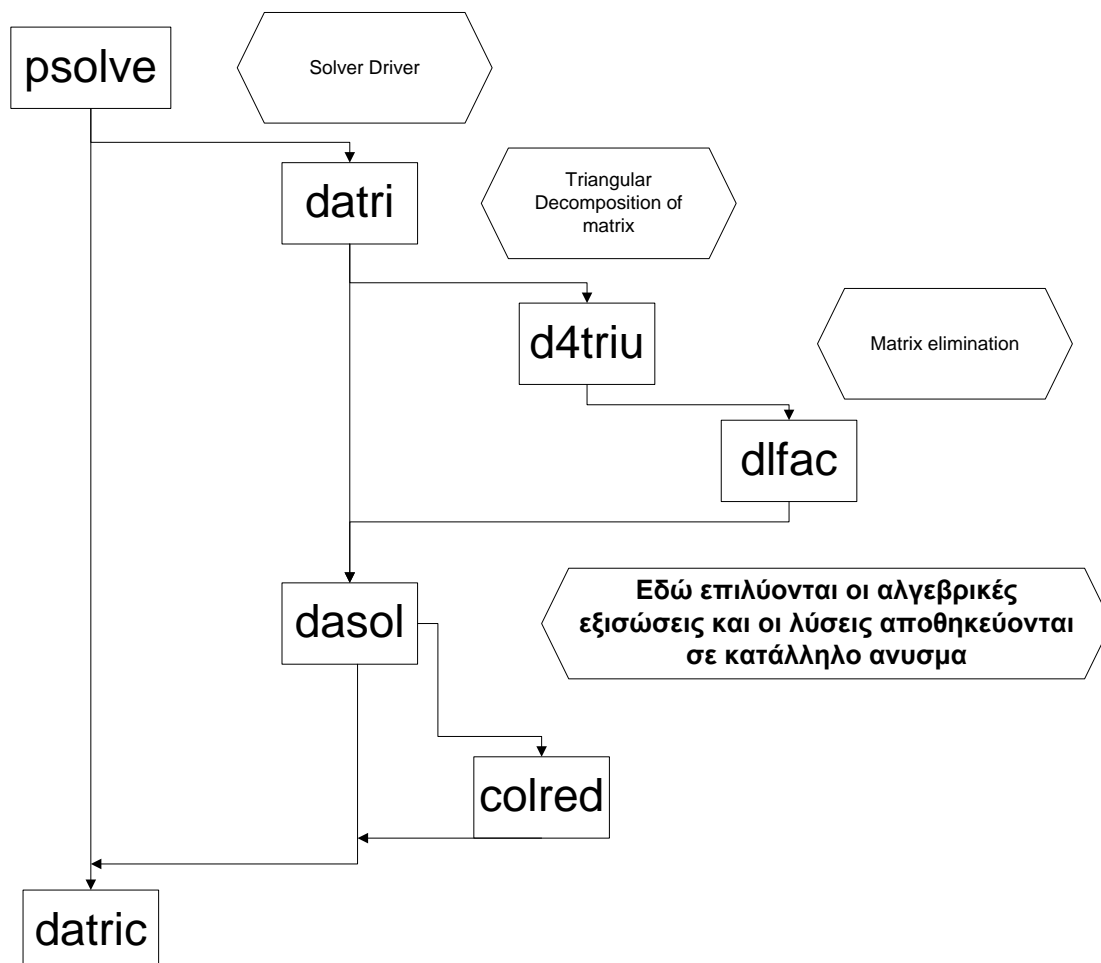 psolve
Solver Driver
datri
Triangular
Decomposition of
matrix
d4triu
Matrix elimination
dlfac
dasol
Εδώ επιλύονται οι αλγεβρικές
εξισώσεις και οι λύσεις αποθηκεύονται
σε κατάλληλο ανυσμα
colred
datric